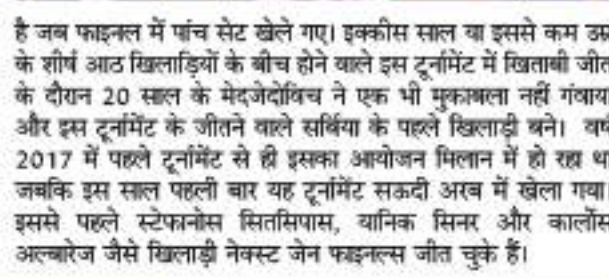 है जब फाइनल में पांच सेट खेले गए। इक्कीस साल या इससे कम उम्र
के शीर्ष आठ खिलाड़ियों के बीच होने वाले इस टूर्नामेंट में खिताबी जीत
के दौरान 20 साल के मेदजेदोविच ने एक भी मुकाबला नहीं गंवाया
और इस टूर्नामेंट के जीतने वाले सर्बिया के पहले खिलाड़ी बने। वर्ष
2017 में पहले टूर्नामेंट से ही इसका आयोजन मिलान में हो रहा था
जबकि इस साल पहली बार यह टूर्नामेंट सऊदी अरब में खेला गया।
इससे पहले स्टेफानोस सितसिपास, यानिक सिनर और कार्लोस
अल्बारेज जैसे खिलाड़ी नेक्स्ट जेन फाइनल्स जीत चुके हैं।